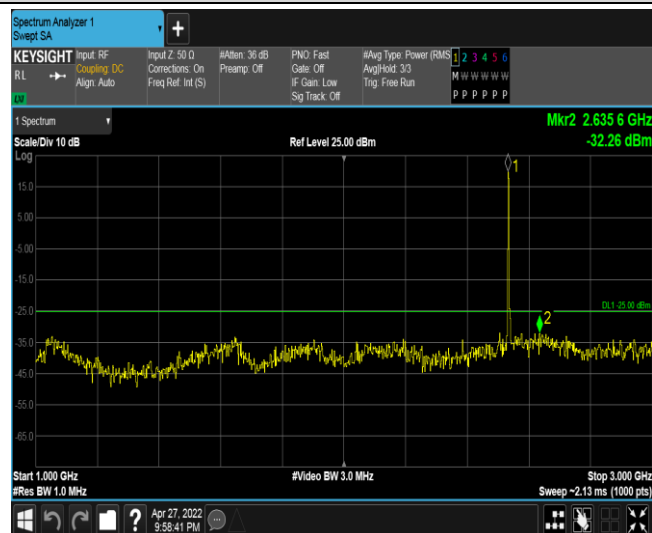 Spectrum Analyzer 1
Swept SA
KEYSIGHT
RL
Input: RF
Coupling: DC
Align: Auto
Input Z: 50 Ω
Corrections: On
Freq Ref: Int (S)
#Atten: 36 dB
Preamp: Off
PNO: Fast
Gate: Off
IF Gain: Low
Sig Track: Off
#Avg Type: Power (RMS
Avg|Hold: 3/3
Trig: Free Run
1 2 3 4 5 6
M W W W W W
P P P P P P
1 Spectrum
Scale/Div 10 dB
Ref Level 25.00 dBm
Mkr2 2.635 6 GHz
-32.26 dBm
Log
1
15.0
5.00
-5.00
-15.0
-25.0
DL1 -25.00 dBm
2
-35.0
-45.0
-55.0
-65.0
Start 1.000 GHz
#Video BW 3.0 MHz
Stop 3.000 GHz
#Res BW 1.0 MHz
Sweep ~2.13 ms (1000 pts)
?
Apr 27, 2022
9:58:41 PM